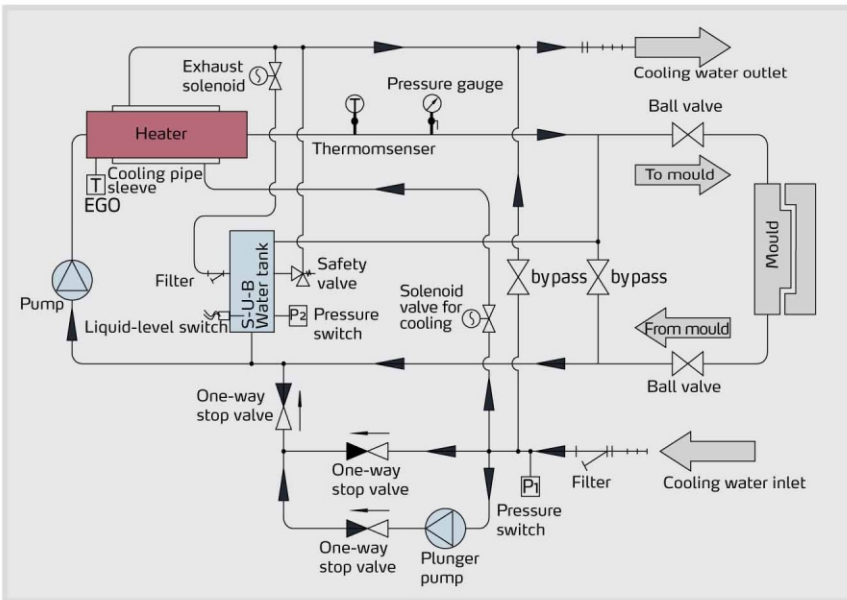 Exhaust
solenoid
Pressure gauge
Cooling water outlet
Ball valve
Heater
T
Thermomsenser
To mould
Cooling pipe
sleeve
T
EGO
Mould
Filter
S-U-B
Water tank
Safety
valve
bypass
bypass
Pump
Solenoid
valve for
cooling
Liquid-level switch
P2
Pressure
switch
From mould
Ball valve
One-way
stop valve
One-way
stop valve
P1
Filter
Cooling water inlet
Pressure
switch
One-way
stop valve
Plunger
pump